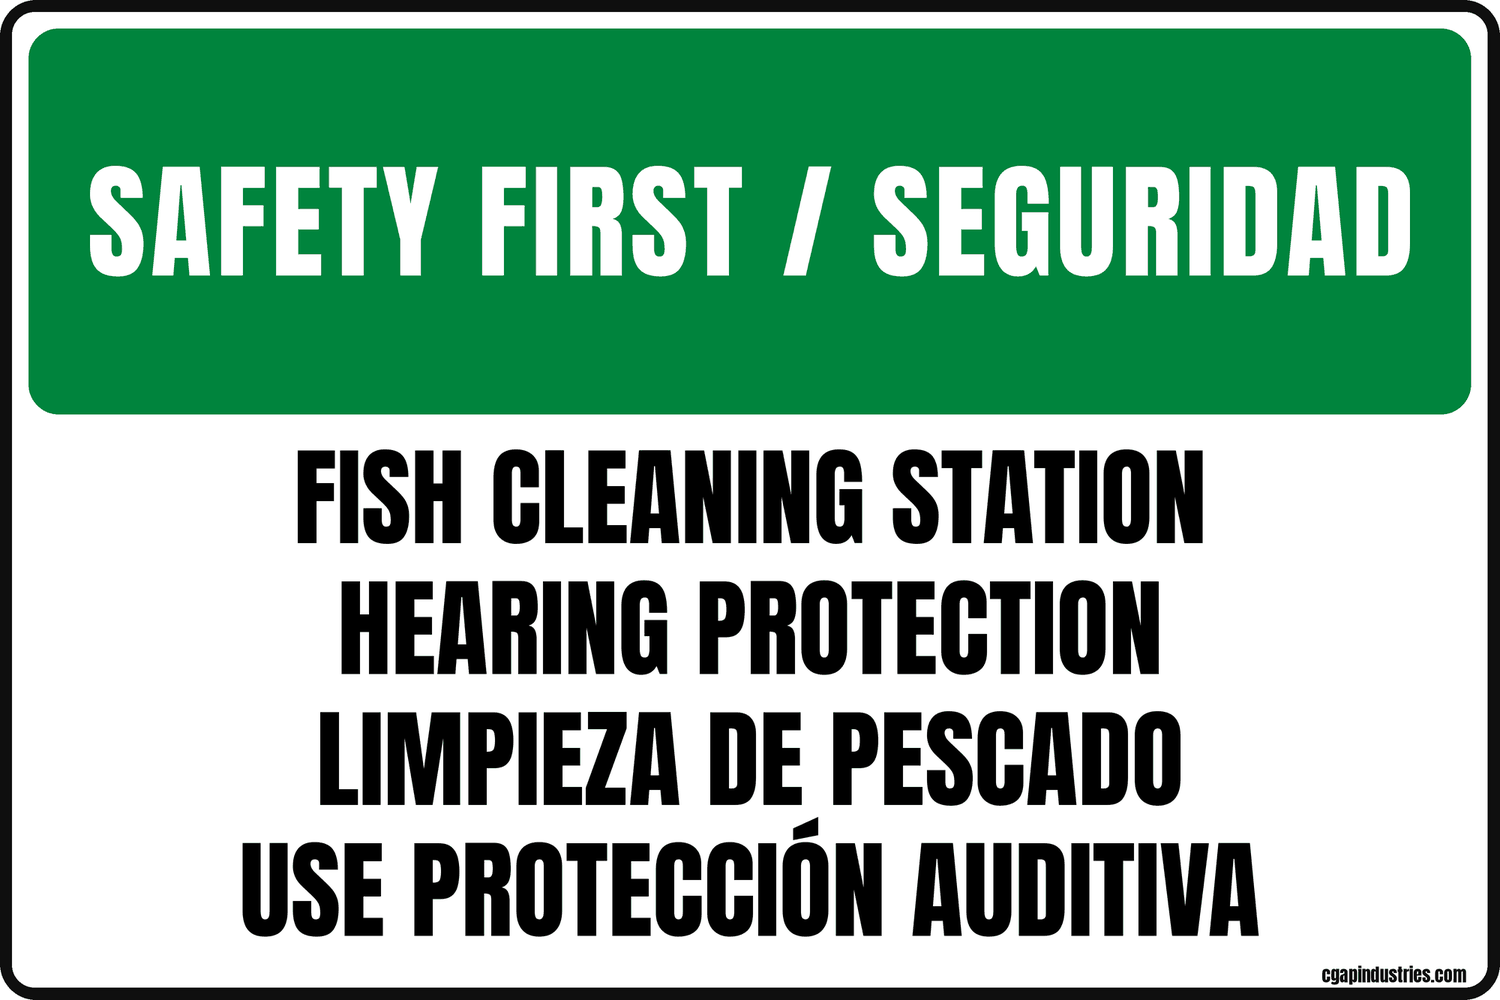 SAFETY FIRST / SEGURIDAD
FISH CLEANING STATION
HEARING PROTECTION
LIMPIEZA DE PESCADO
USE PROTECCIÓN AUDITIVA
cgapindustries.com